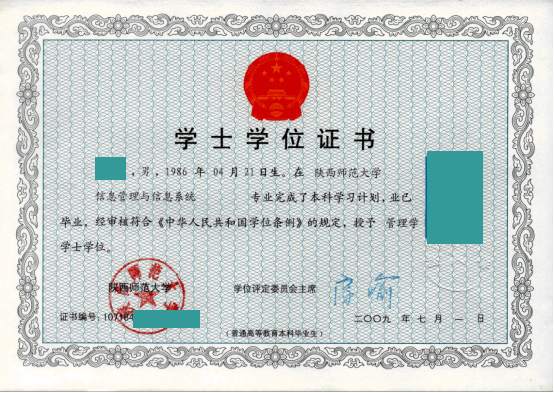 学士学位证书
，男，1986 年 04 月 21 日生。在 陕西师范大学
信息管理与信息系统 专业完成了本科学习计划，业已
毕业，经审核符合《中华人民共和国学位条例》的规定，授予 管理学
学士学位。
陕西师范大学 学位评定委员会主席
证书编号：107184 二〇〇九 年 七 月 一 日
（普通高等教育本科毕业生）